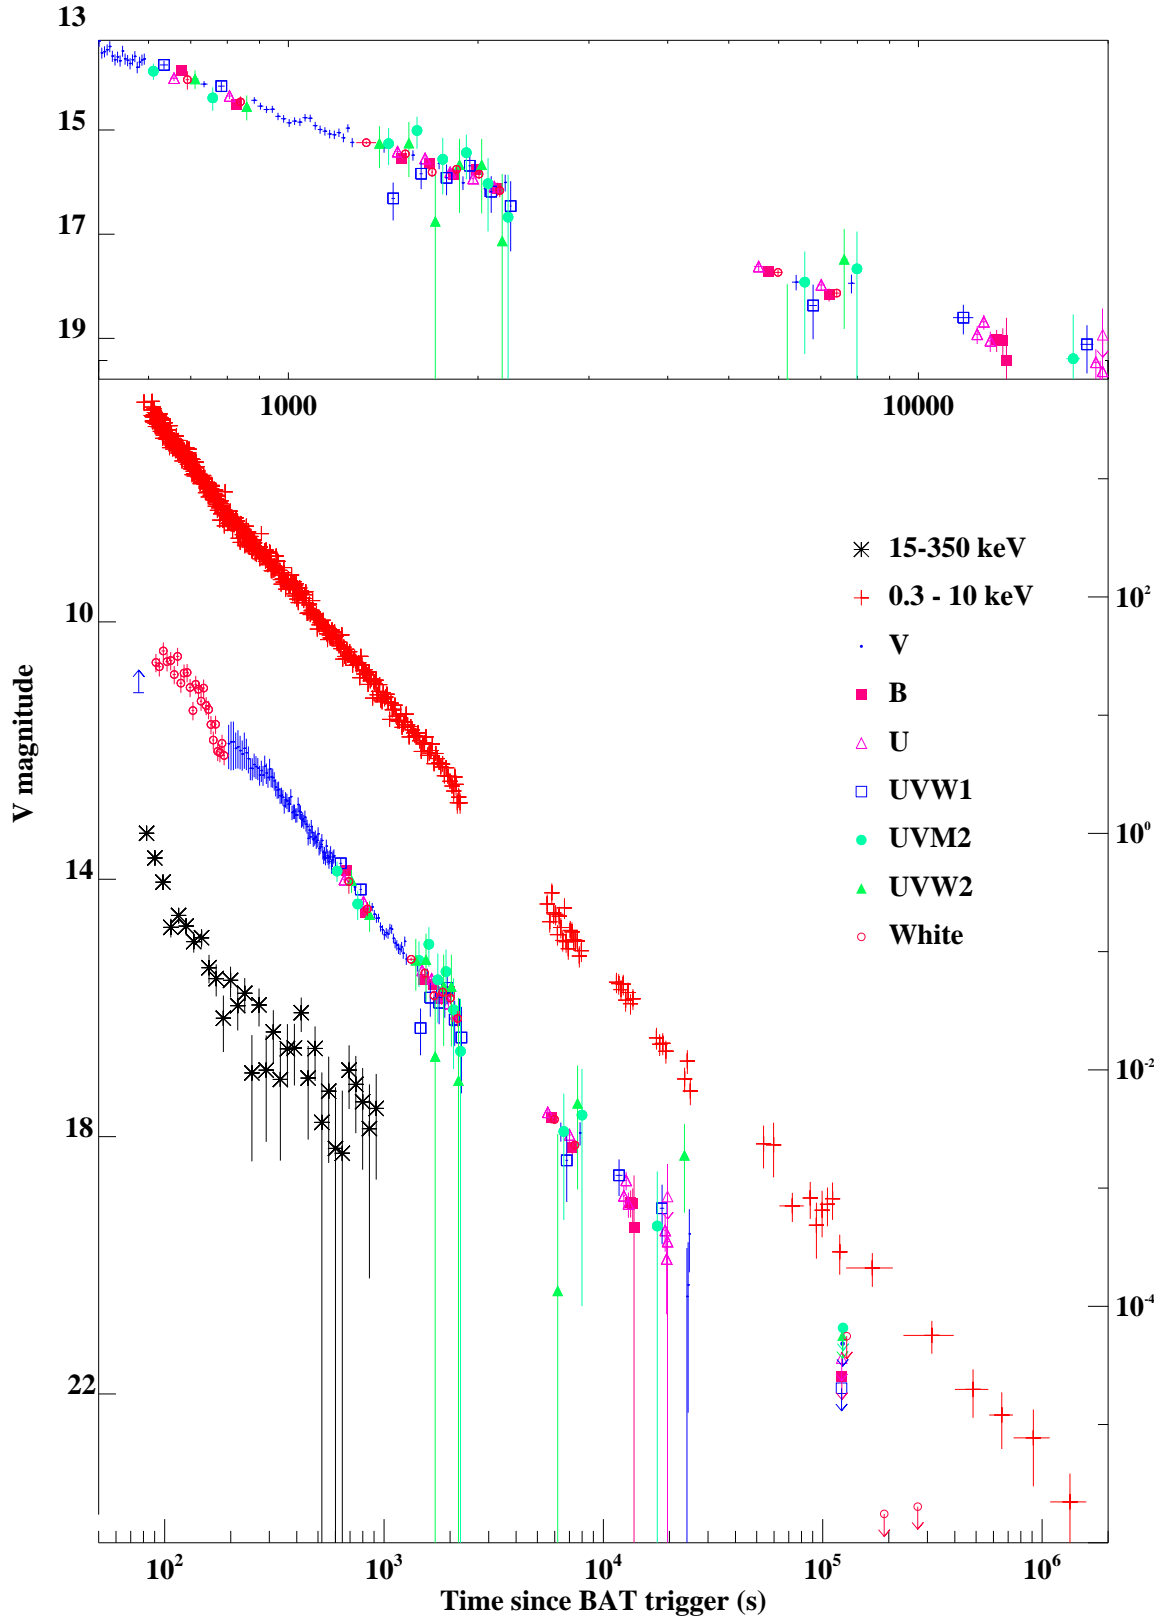 13
15
17
19
1000
10000
15-350 keV
0.3 - 10 keV
V
B
U
UVW1
UVM2
UVW2
White
10
14
18
22
V magnitude
10²
10⁰
10⁻²
10⁻⁴
10² 10³ 10⁴ 10⁵ 10⁶
Time since BAT trigger (s)